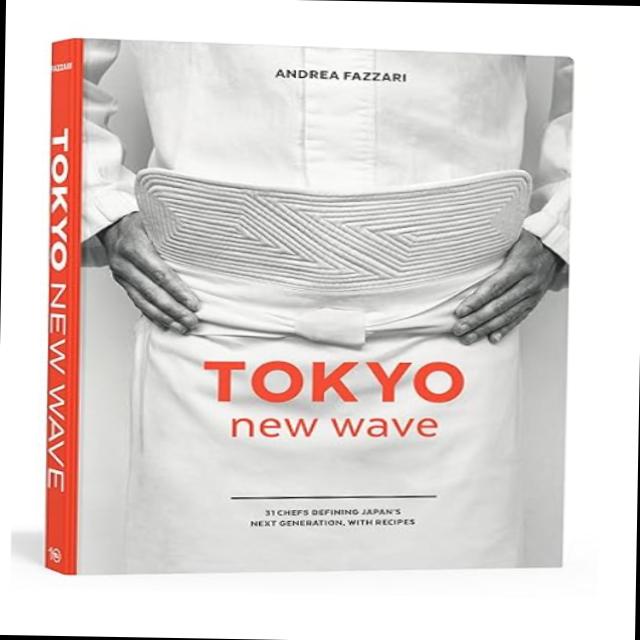 ANDREA FAZZARI
TOKYO
new wave
31 CHEFS DEFINING JAPAN'S
NEXT GENERATION, WITH RECIPES
FAZZARI
TOKYO NEW WAVE